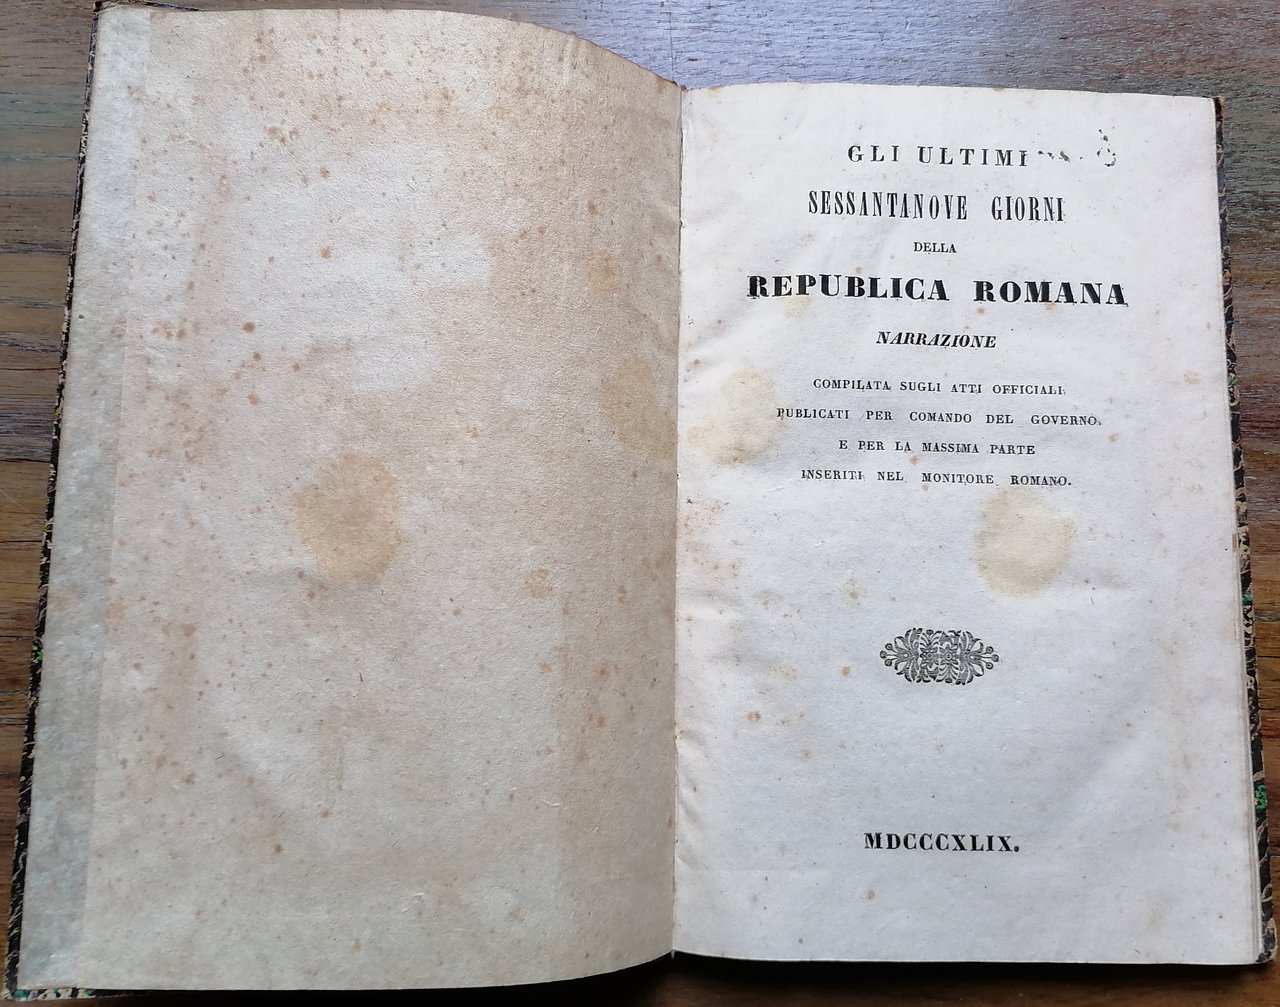 GLI ULTIMI
SESSANTANOVE GIORNI
DELLA
REPUBLICA ROMANA
NARRAZIONE
COMPILATA SUGLI ATTI OFFICIALI
PUBLICATI PER COMANDO DEL GOVERNO
E PER LA MASSIMA PARTE
INSERITI NEL MONITORE ROMANO.
MDCCCXLIX.